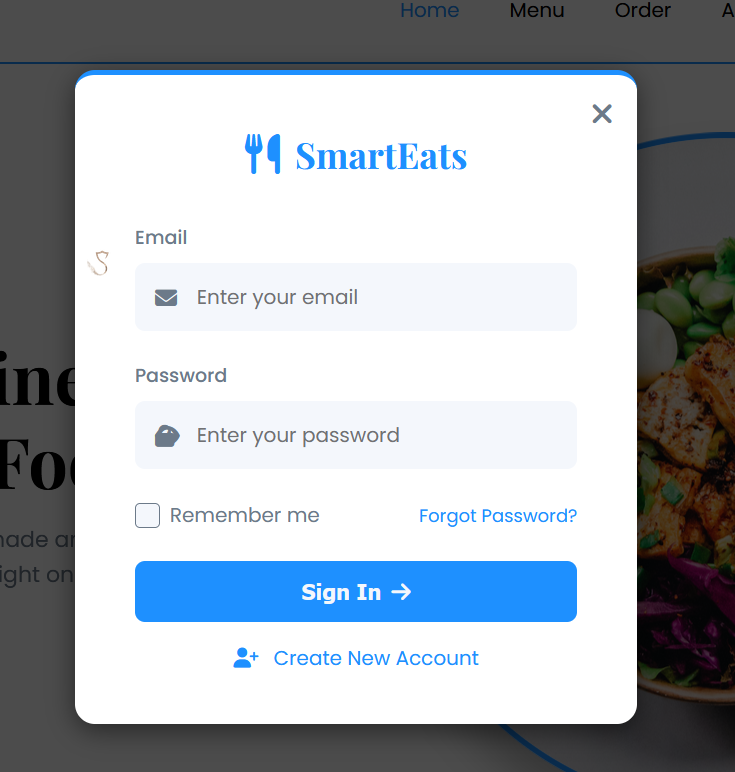 Home Menu Order A
SmartEats
Email
Enter your email
Password
Enter your password
Remember me Forgot Password?
Sign In
Create New Account